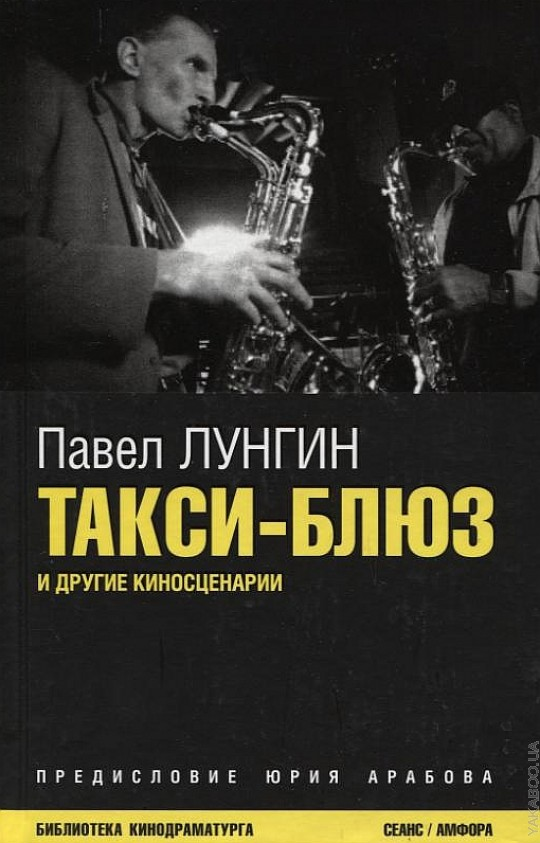 Павел ЛУНГИН
ТАКСИ-БЛЮЗ
И ДРУГИЕ КИНОСЦЕНАРИИ
ПРЕДИСЛОВИЕ ЮРИЯ АРАБОВА
БИБЛИОТЕКА КИНОДРАМАТУРГА СЕАНС / АМФОРА
YAKABOO.UA